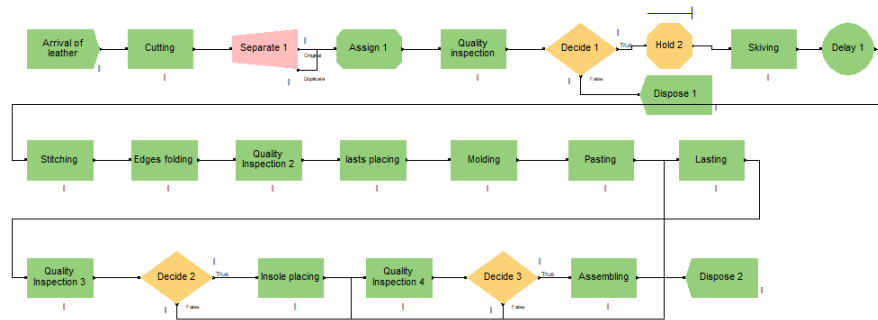 Arrival of
leather
Cutting
Separate 1
Original
Duplicate
Assign 1
Quality
inspection
Decide 1
True
False
Hold 2
Dispose 1
Skiving
Delay 1
Stitching
Edges folding
Quality
Inspection 2
lasts placing
Molding
Pasting
Lasting
Quality
Inspection 3
Decide 2
True
False
Insole placing
Quality
Inspection 4
Decide 3
True
False
Assembling
Dispose 2